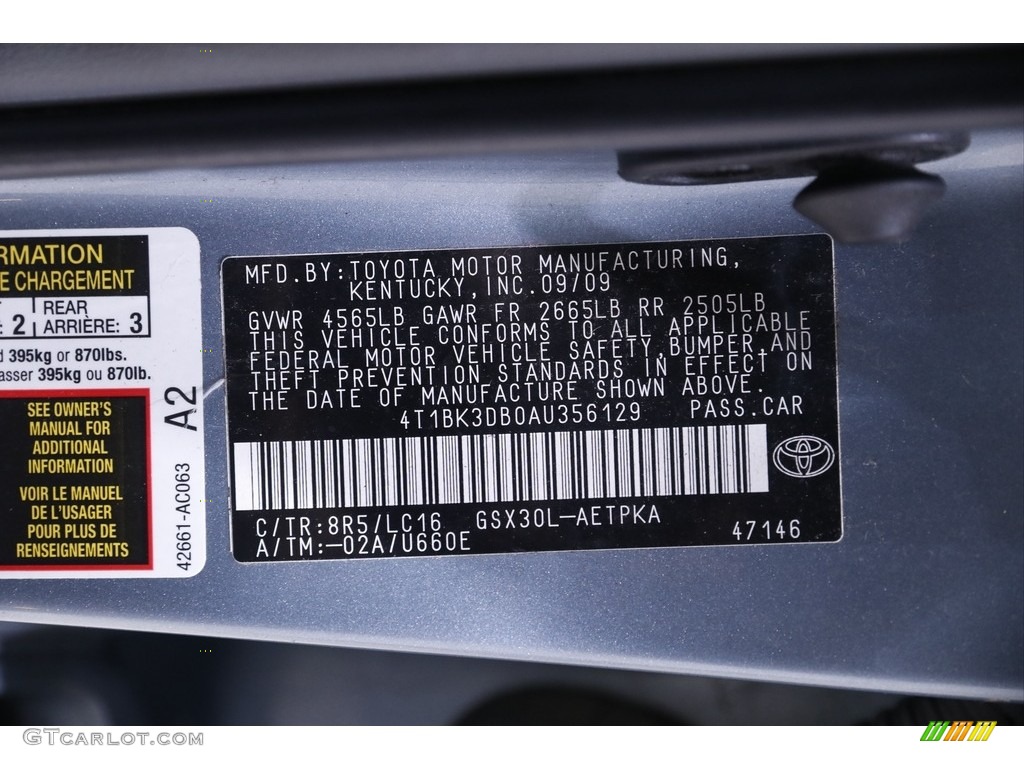 RMATION
E CHARGEMENT
: 2 REAR
ARRIÈRE: 3
d 395kg or 870lbs.
asser 395kg ou 870lb.
SEE OWNER'S
MANUAL FOR
ADDITIONAL
INFORMATION
VOIR LE MANUEL
DE L'USAGER
POUR PLUS DE
RENSEIGNEMENTS
42661-AC063
A2
MFD. BY: TOYOTA MOTOR MANUFACTURING,
KENTUCKY, INC. 09/09
GVWR 4565LB GAWR FR 2665LB RR 2505LB
THIS VEHICLE CONFORMS TO ALL APPLICABLE
FEDERAL MOTOR VEHICLE SAFETY, BUMPER, AND
THEFT PREVENTION STANDARDS IN EFFECT ON
THE DATE OF MANUFACTURE SHOWN ABOVE.
4T1BK3DB0AU356129 PASS. CAR
C/TR: 8R5/LC16 GSX30L-AETPKA
A/TM: -02A/U660E 47146
GTCARLOT.COM